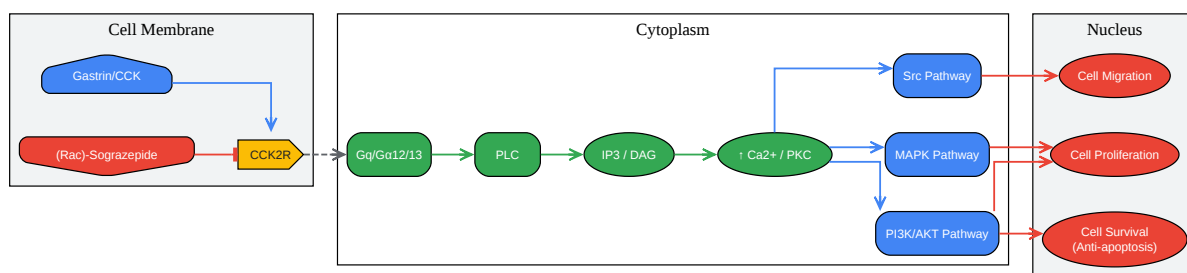 Cell Membrane
Cytoplasm
Nucleus
Gastrin/CCK
Src Pathway
Cell Migration
(Rac)-Sograzepide
CCK2R
Gq/Gα12/13
PLC
IP3 / DAG
↑ Ca2+ / PKC
MAPK Pathway
Cell Proliferation
PI3K/AKT Pathway
Cell Survival
(Anti-apoptosis)